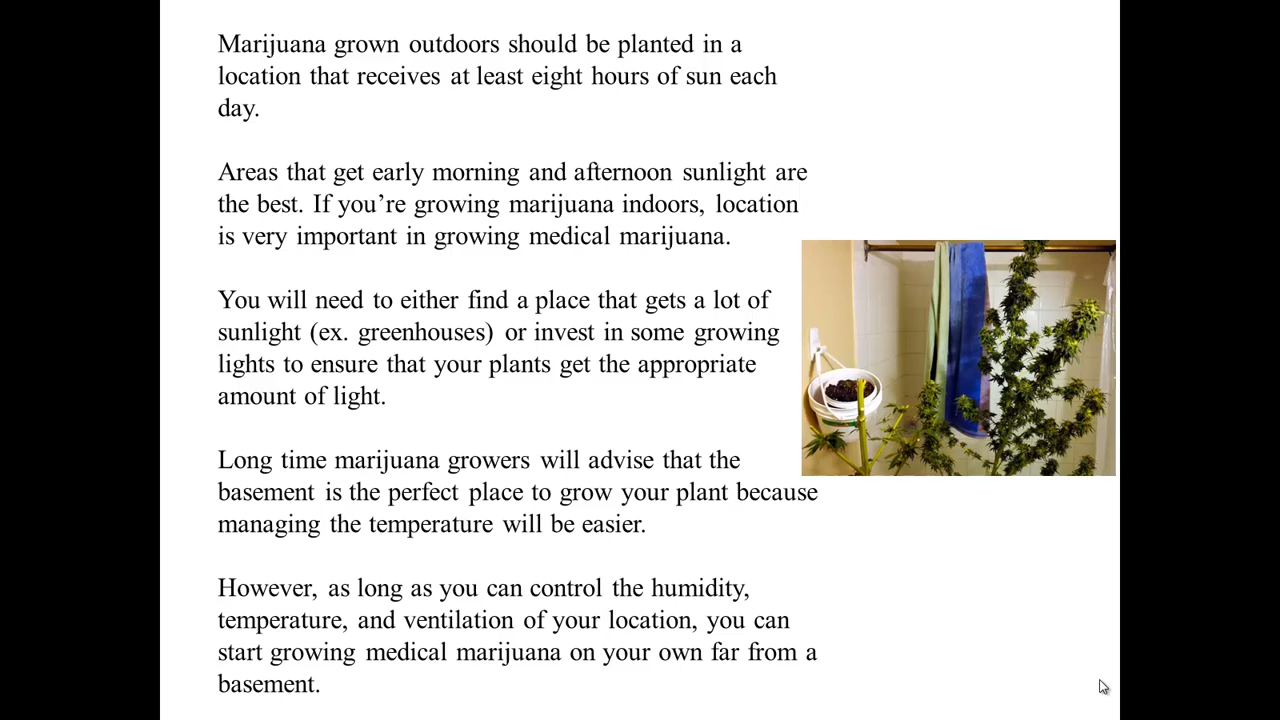 Marijuana grown outdoors should be planted in a
location that receives at least eight hours of sun each
day.
Areas that get early morning and afternoon sunlight are
the best. If you’re growing marijuana indoors, location
is very important in growing medical marijuana.
You will need to either find a place that gets a lot of
sunlight (ex. greenhouses) or invest in some growing
lights to ensure that your plants get the appropriate
amount of light.
Long time marijuana growers will advise that the
basement is the perfect place to grow your plant because
managing the temperature will be easier.
However, as long as you can control the humidity,
temperature, and ventilation of your location, you can
start growing medical marijuana on your own far from a
basement.